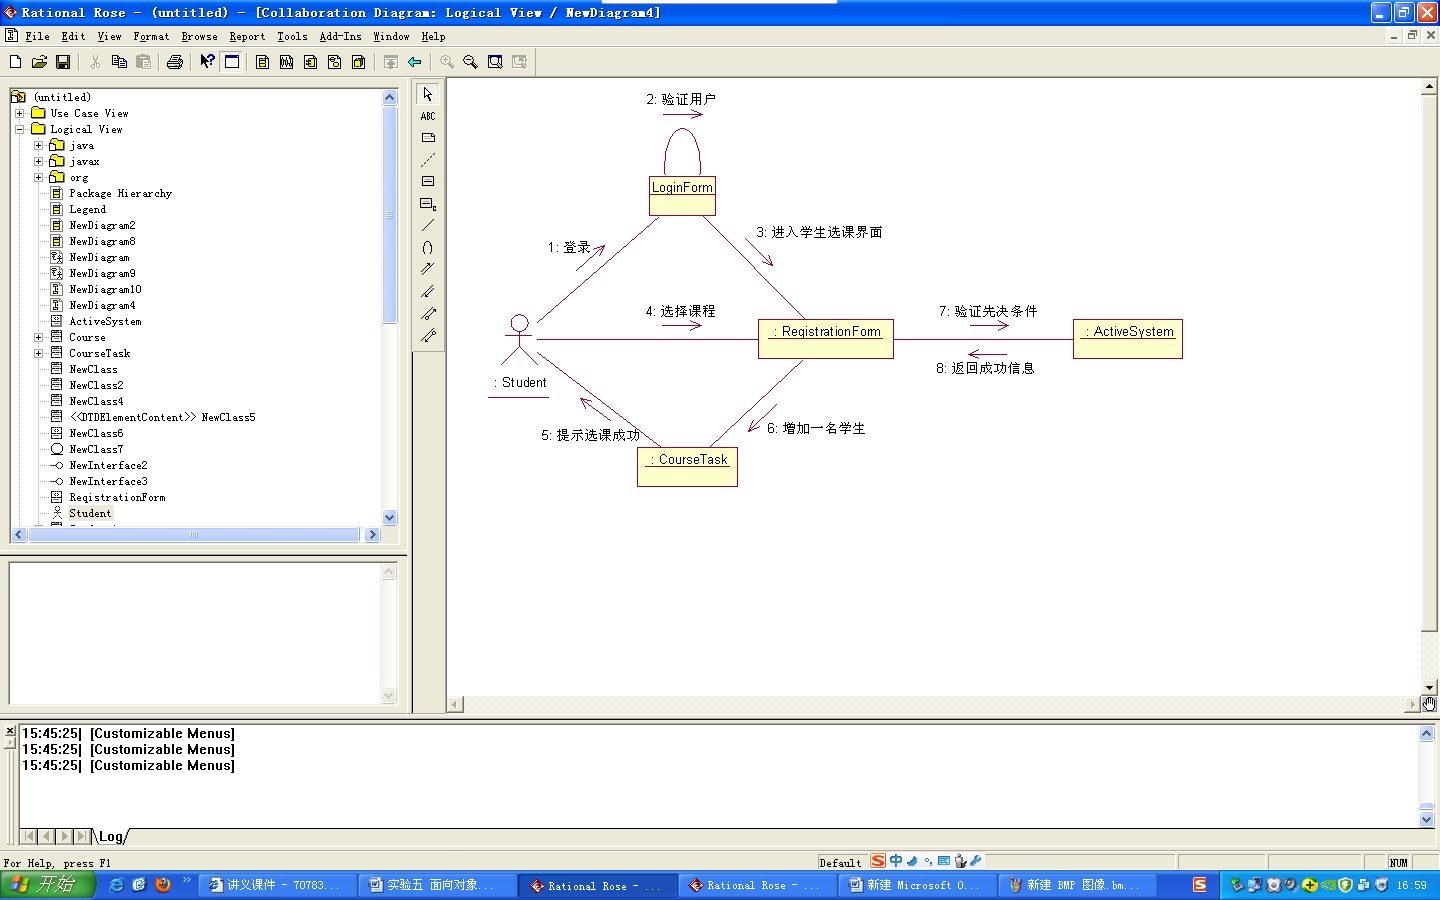 Rational Rose - (untitled) - [Collaboration Diagram: Logical View / NewDiagram4]
File Edit View Format Browse Report Tools Add-Ins Window Help
(untitled)
Use Case View
Logical View
java
javax
org
Package Hierarchy
Legend
NewDiagram2
NewDiagram8
NewDiagram
NewDiagram9
NewDiagram10
NewDiagram4
ActiveSystem
Course
CourseTask
NewClass
NewClass2
NewClass4
<<DTDElementContent>> NewClass5
NewClass6
NewClass7
NewInterface2
NewInterface3
ReqistrationForm
Student
ABC
2: 验证用户
LoginForm
1: 登录
3: 进入学生选课界面
4: 选择课程
: ReqistrationForm
7: 验证先决条件
: ActiveSystem
8: 返回成功信息
: Student
5: 提示选课成功
6: 增加一名学生
: CourseTask
15:45:25| [Customizable Menus]
15:45:25| [Customizable Menus]
15:45:25| [Customizable Menus]
Log
For Help, press F1
Default
中
NUM
开始
讲义课件 - 70783...
实验五 面向对象...
Rational Rose - ...
Rational Rose - ...
新建 Microsoft O...
新建 BMP 图像.bm...
16:59